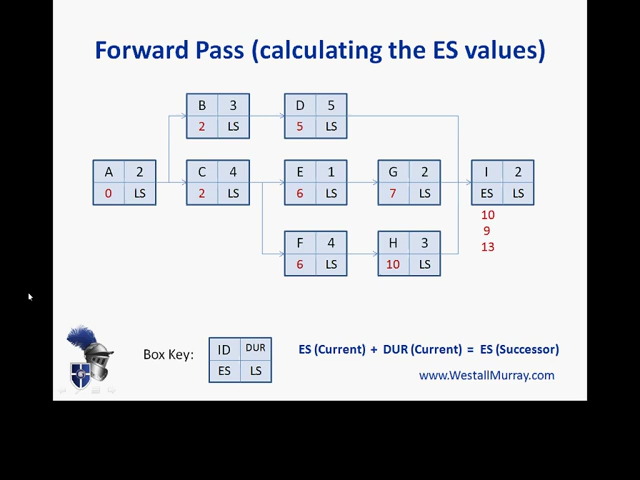 Forward Pass (calculating the ES values)
B 3 D 5
2 LS 5 LS
A 2 C 4 E 1 G 2 I 2
0 LS 2 LS 6 LS 7 LS ES LS
10
9
13
F 4 H 3
6 LS 10 LS
Box Key:
ID DUR
ES LS
ES (Current) + DUR (Current) = ES (Successor)
www.WestallMurray.com